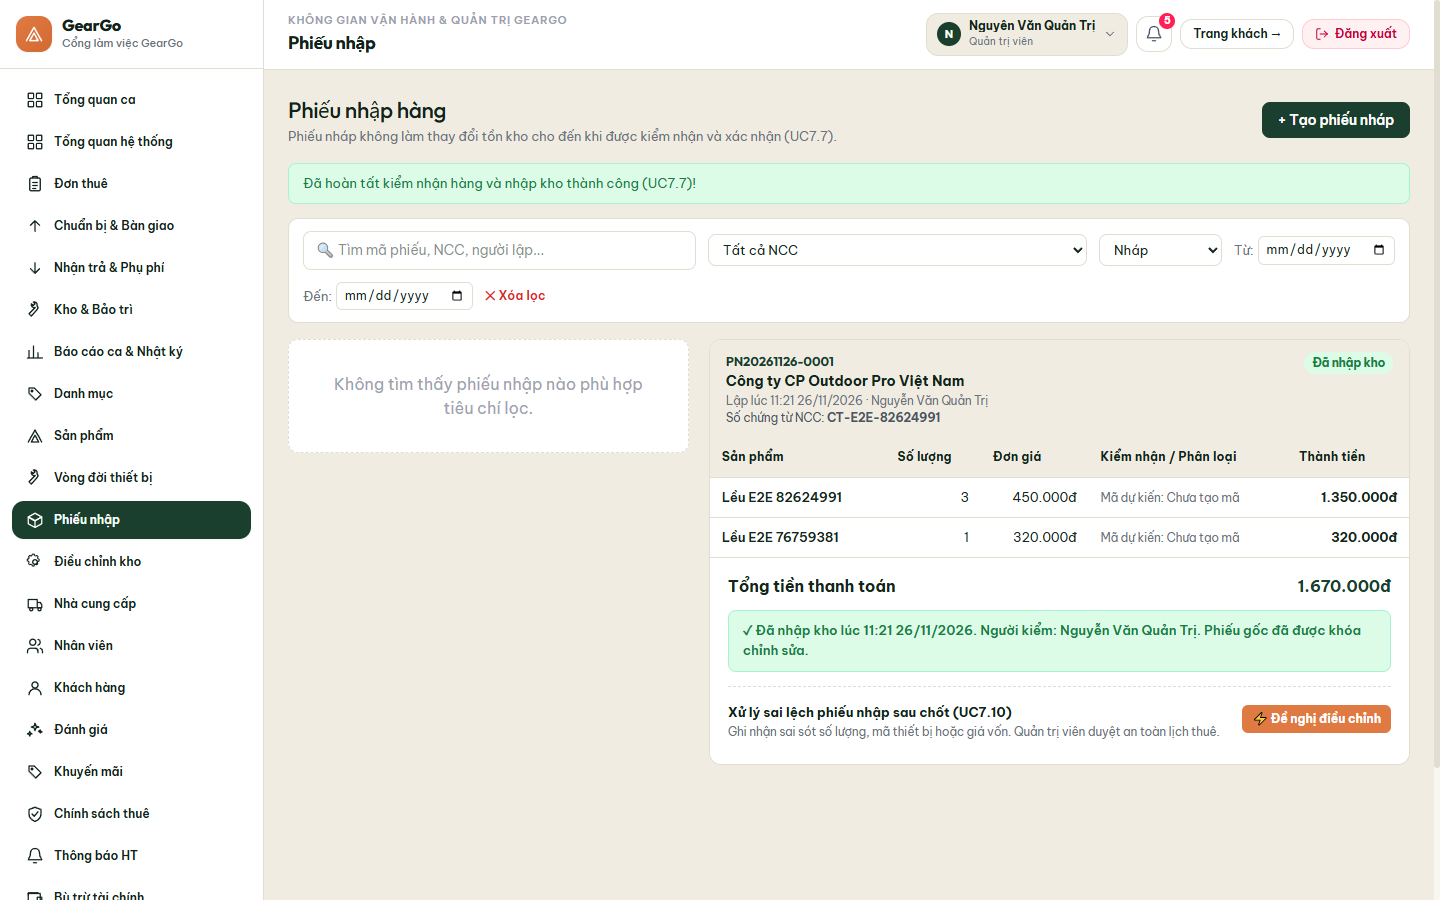 GearGo
Cổng làm việc GearGo
Tổng quan ca
Tổng quan hệ thống
Đơn thuê
Chuẩn bị & Bàn giao
Nhận trả & Phụ phí
Kho & Bảo trì
Báo cáo ca & Nhật ký
Danh mục
Sản phẩm
Vòng đời thiết bị
Phiếu nhập
Điều chỉnh kho
Nhà cung cấp
Nhân viên
Khách hàng
Đánh giá
Khuyến mãi
Chính sách thuê
Thông báo HT
Bù trừ tài chính
KHÔNG GIAN VẬN HÀNH & QUẢN TRỊ GEARGO
Phiếu nhập
N
Nguyễn Văn Quản Trị
Quản trị viên
5
Trang khách →
Đăng xuất
Phiếu nhập hàng
Phiếu nháp không làm thay đổi tồn kho cho đến khi được kiểm nhận và xác nhận (UC7.7).
+ Tạo phiếu nháp
Đã hoàn tất kiểm nhận hàng và nhập kho thành công (UC7.7)!
Tìm mã phiếu, NCC, người lập...
Tất cả NCC
Nháp
Từ: mm/dd/yyyy
Đến: mm/dd/yyyy
Xóa lọc
Không tìm thấy phiếu nhập nào phù hợp
tiêu chí lọc.
PN20261126-0001
Đã nhập kho
Công ty CP Outdoor Pro Việt Nam
Lập lúc 11:21 26/11/2026 · Nguyễn Văn Quản Trị
Số chứng từ NCC: CT-E2E-82624991
Sản phẩm Số lượng Đơn giá Kiểm nhận / Phân loại Thành tiền
Lều E2E 82624991 3 450.000đ Mã dự kiến: Chưa tạo mã 1.350.000đ
Lều E2E 76759381 1 320.000đ Mã dự kiến: Chưa tạo mã 320.000đ
Tổng tiền thanh toán 1.670.000đ
✓ Đã nhập kho lúc 11:21 26/11/2026. Người kiểm: Nguyễn Văn Quản Trị. Phiếu gốc đã được khóa
chỉnh sửa.
Xử lý sai lệch phiếu nhập sau chốt (UC7.10)
Ghi nhận sai sót số lượng, mã thiết bị hoặc giá vốn. Quản trị viên duyệt an toàn lịch thuê.
⚡ Đề nghị điều chỉnh